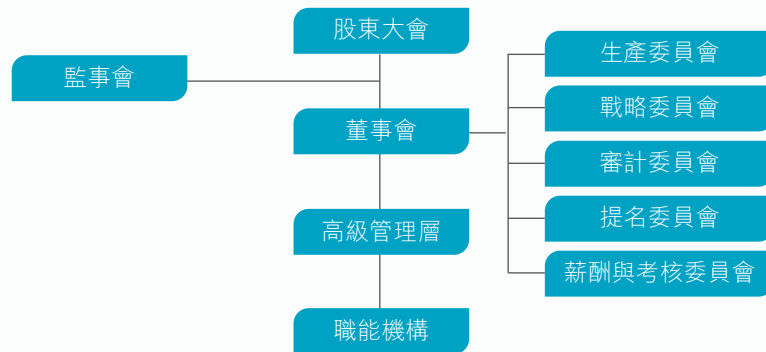 股東大會
監事會
董事會
高級管理層
職能機構
生產委員會
戰略委員會
審計委員會
提名委員會
薪酬與考核委員會